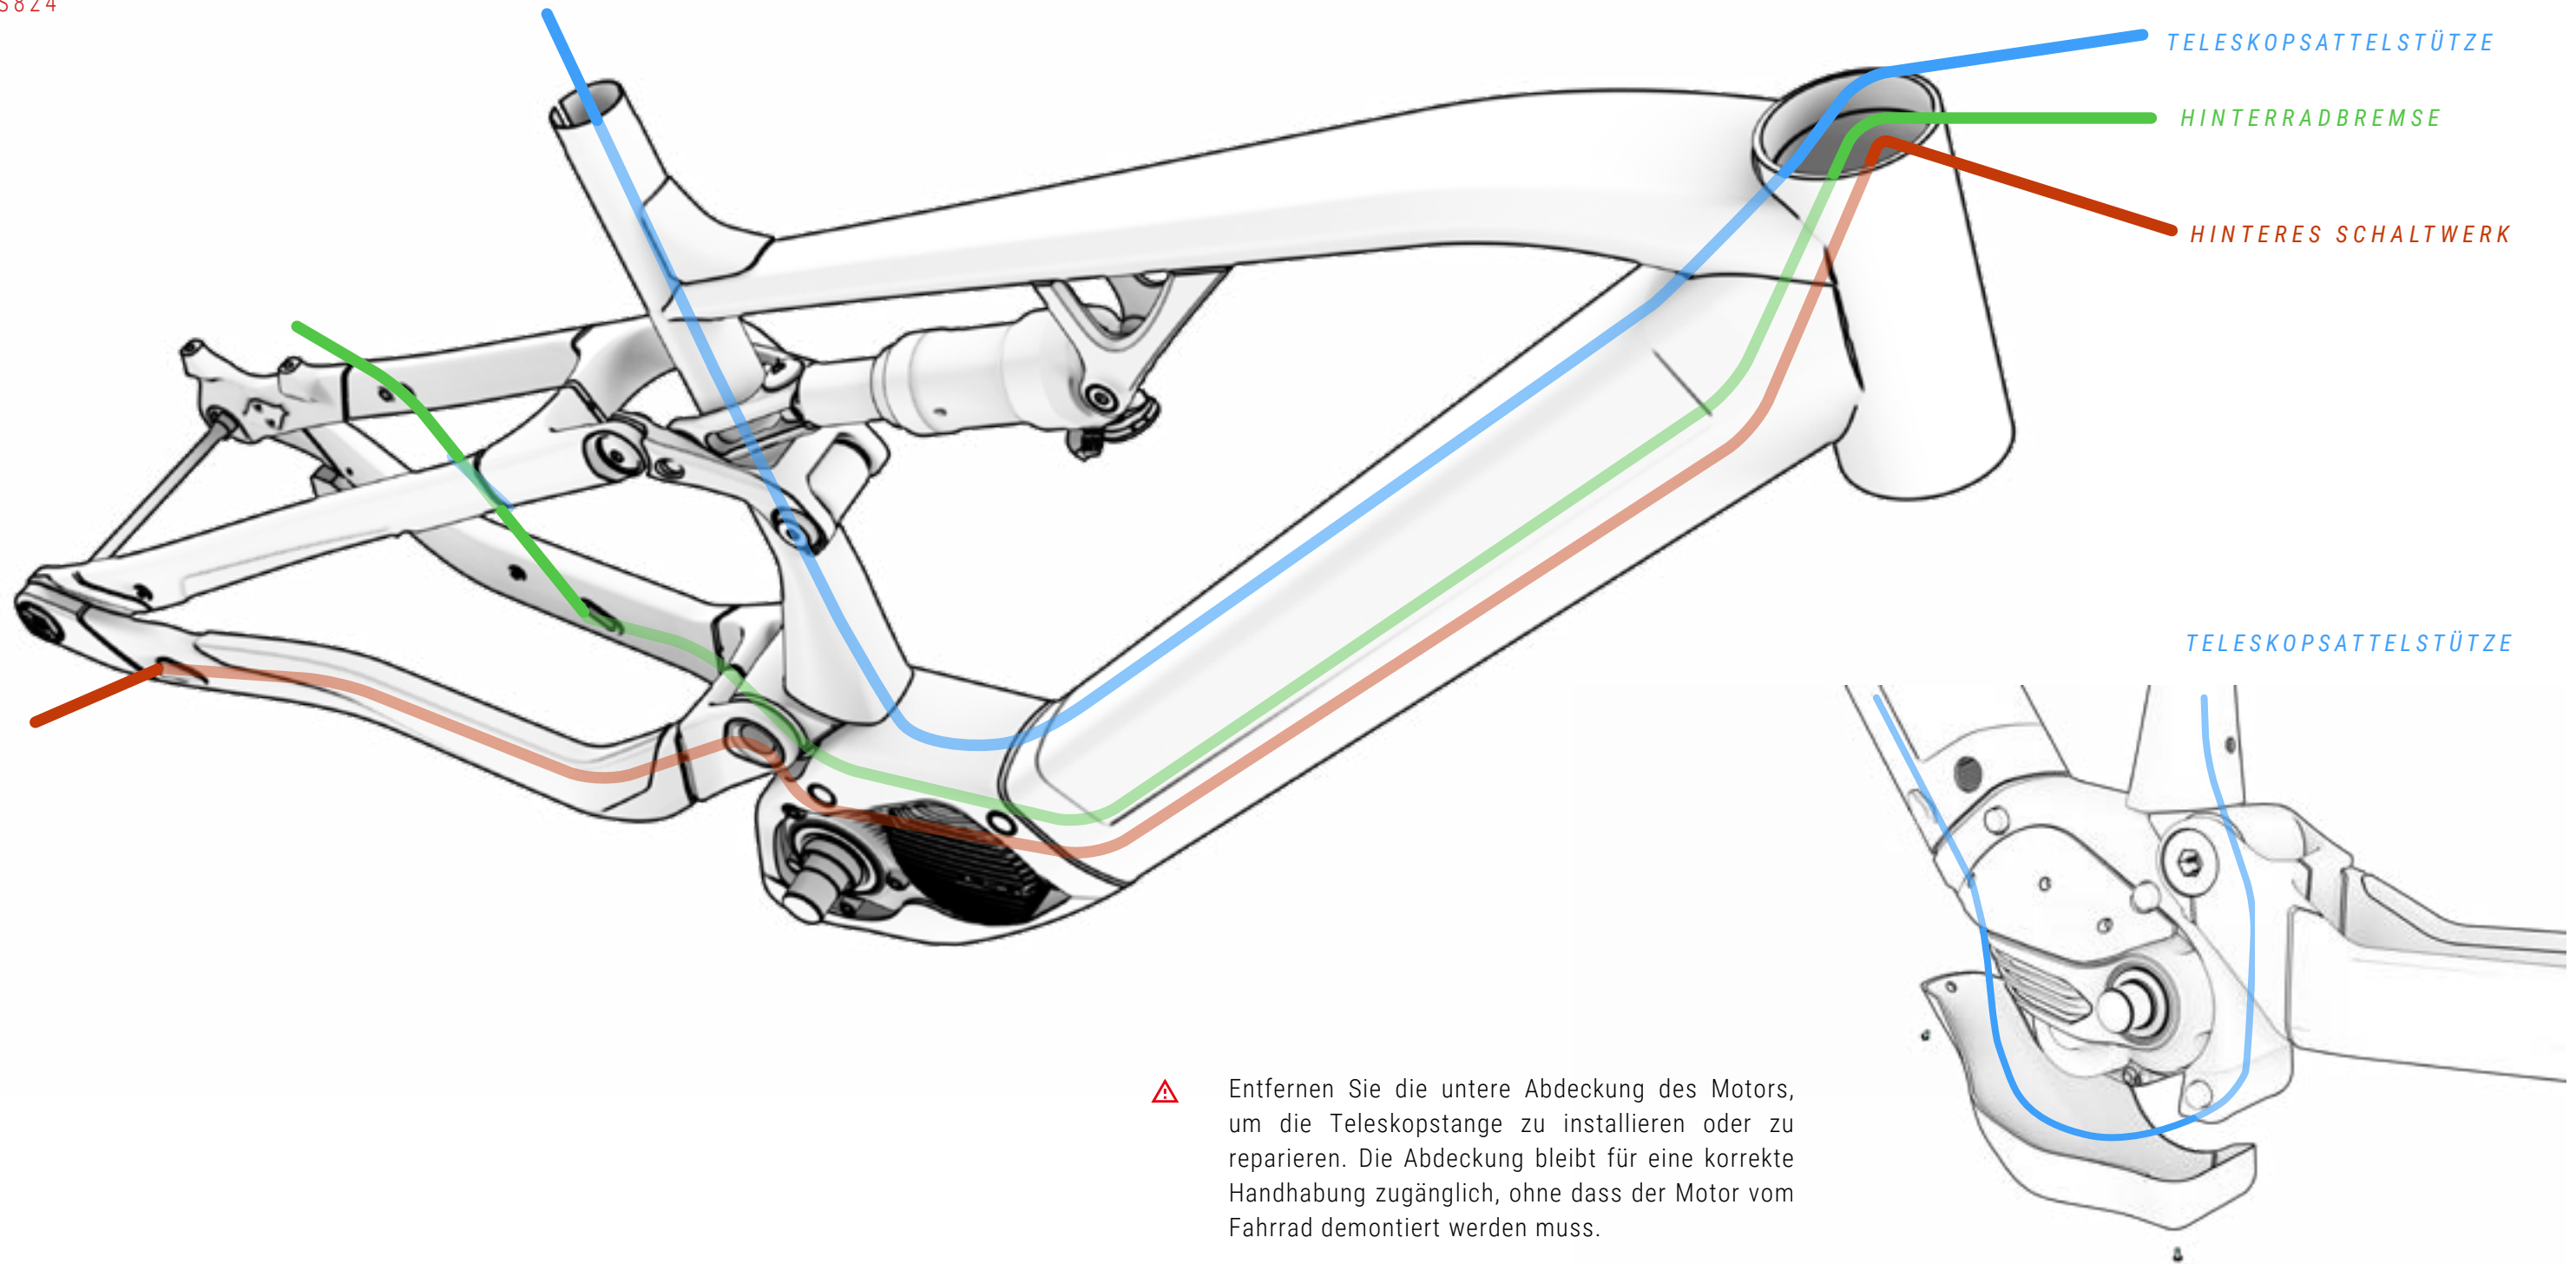 S824
TELESKOPSATTELSTÜTZE
HINTERRADBREMSE
HINTERES SCHALTWERK
TELESKOPSATTELSTÜTZE
Entfernen Sie die untere Abdeckung des Motors,
um die Teleskopstange zu installieren oder zu
reparieren. Die Abdeckung bleibt für eine korrekte
Handhabung zugänglich, ohne dass der Motor vom
Fahrrad demontiert werden muss.